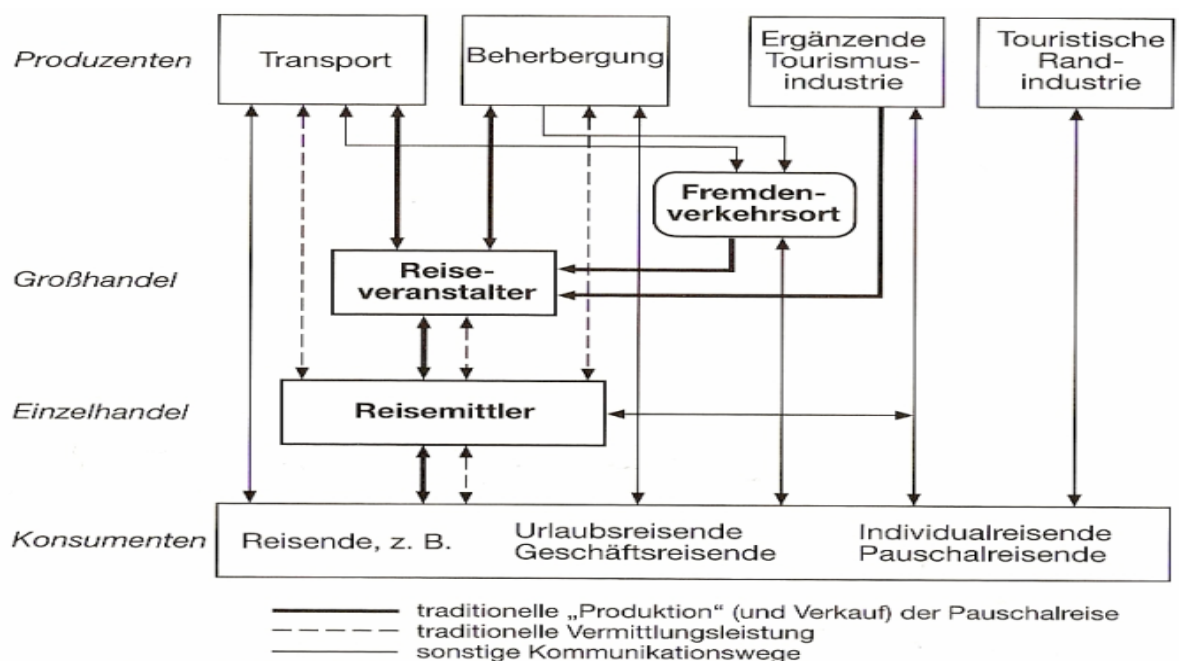 Produzenten
Transport
Beherbergung
Ergänzende
Tourismus-
industrie
Touristische
Rand-
industrie
Fremden-
verkehrsort
Großhandel
Reise-
veranstalter
Einzelhandel
Reisemittler
Konsumenten
Reisende, z. B.
Urlaubsreisende
Geschäftsreisende
Individualreisende
Pauschalreisende
traditionelle „Produktion“ (und Verkauf) der Pauschalreise
traditionelle Vermittlungsleistung
sonstige Kommunikationswege